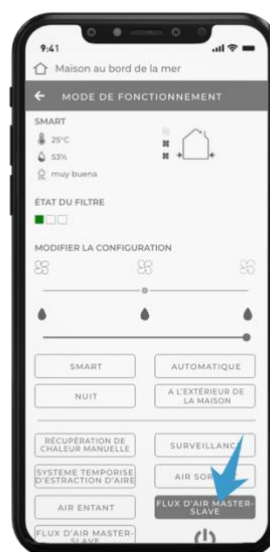 9:41
Maison au bord de la mer
MODE DE FONCTIONNEMENT
SMART
25°C
53%
muy buena
ÉTAT DU FILTRE
MODIFIER LA CONFIGURATION
SMART
AUTOMATIQUE
NUIT
A L'EXTÉRIEUR DE
LA MAISON
RÉCUPÉRATION DE
CHALEUR MANUELLE
SURVEILLANCE
SYSTEME TEMPORISE
D'ESTRACTION D'AIRE
AIR SOR
AIR ENTANT
FLUX D'AIR MASTER-
SLAVE
FLUX D'AIR MASTER-
SLAVE